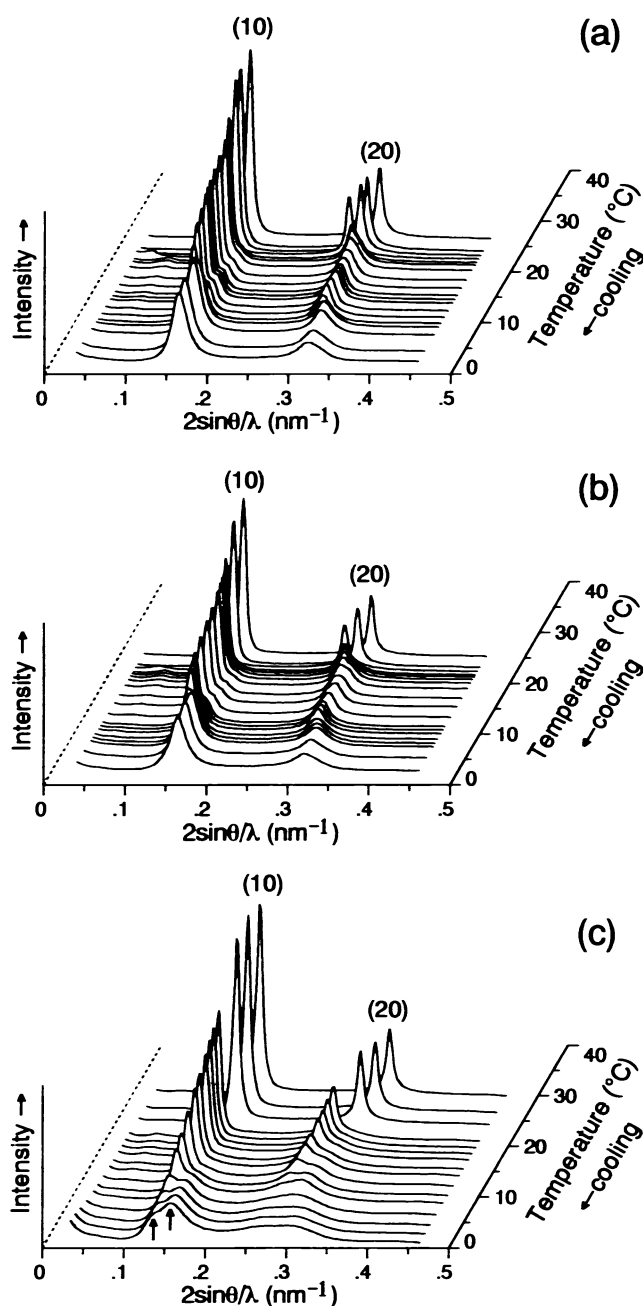 (a)
(10)
(20)
Intensity →
40
30
20
10
0
Temperature (°C)
←cooling
0 .1 .2 .3 .4 .5
2sinθ/λ (nm⁻¹)
(b)
(10)
(20)
Intensity →
40
30
20
10
0
Temperature (°C)
←cooling
0 .1 .2 .3 .4 .5
2sinθ/λ (nm⁻¹)
(c)
(10)
(20)
Intensity →
40
30
20
10
0
Temperature (°C)
←cooling
0 .1 .2 .3 .4 .5
2sinθ/λ (nm⁻¹)